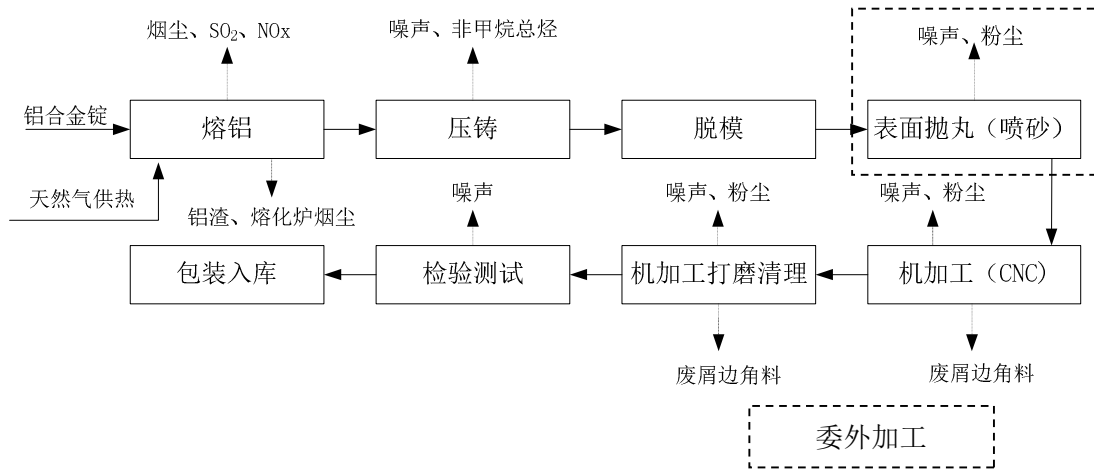 烟尘、SO₂、NOx
噪声、非甲烷总烃
噪声、粉尘
铝合金锭
熔铝
压铸
脱模
表面抛丸（喷砂）
天然气供热
铝渣、熔化炉烟尘
噪声
噪声、粉尘
噪声、粉尘
包装入库
检验测试
机加工打磨清理
机加工（CNC）
废屑边角料
废屑边角料
委外加工